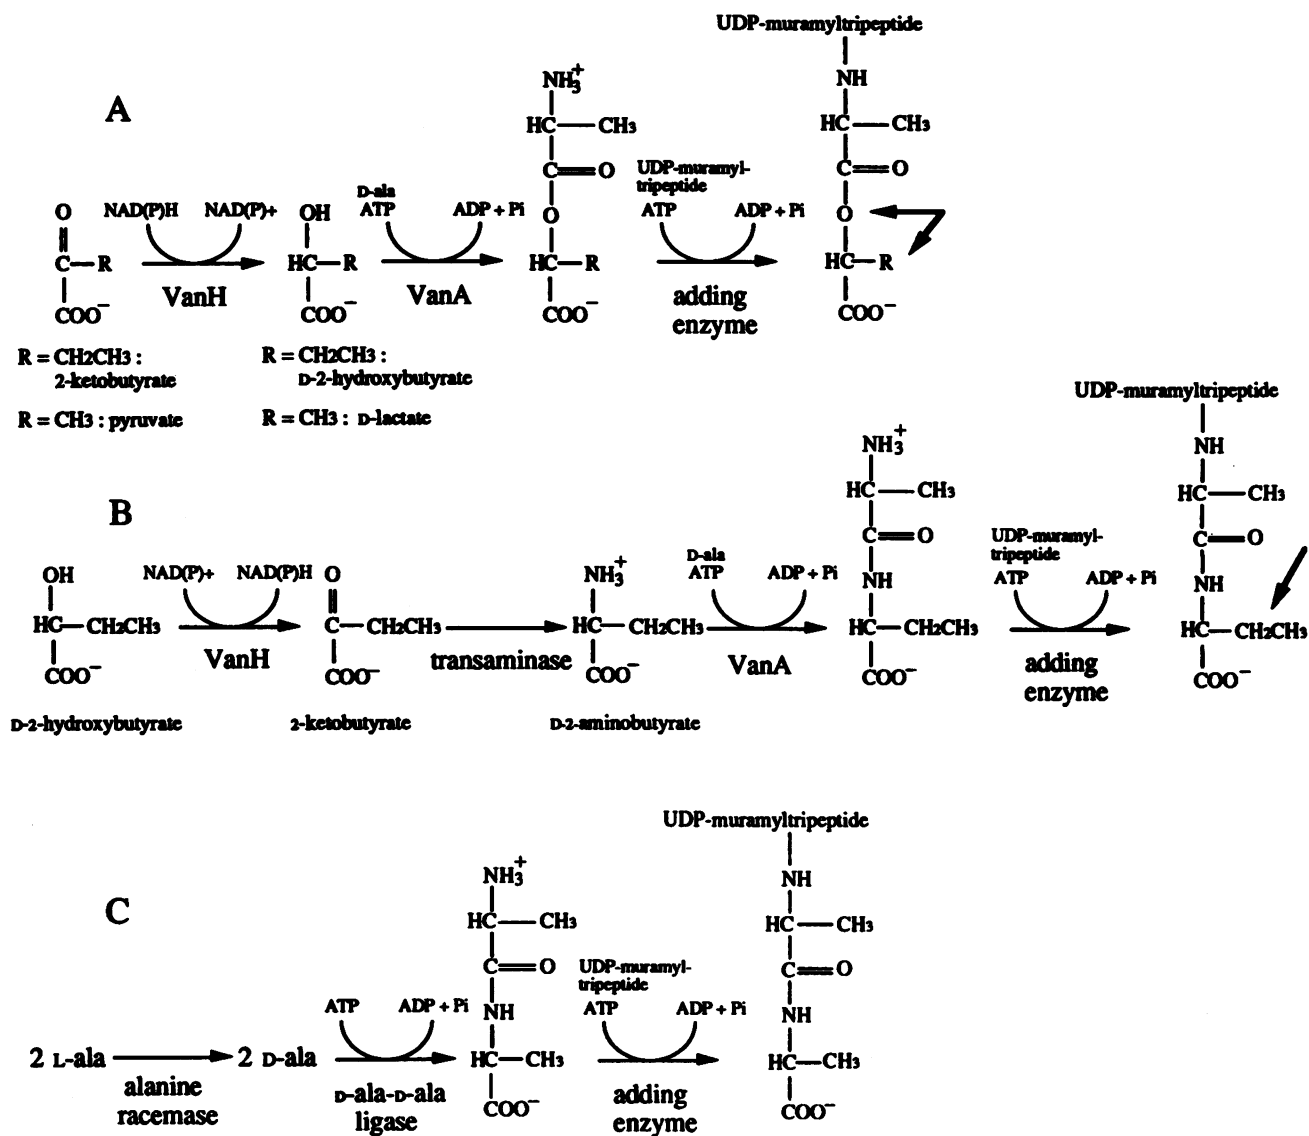 UDP-muramyltripeptide
NH3+ NH
A
HC—CH3 HC—CH3
C=O C=O
UDP-muramyl-
tripeptide
D-ala
O NAD(P)H NAD(P)+ OH ATP ADP + Pi O ATP ADP + Pi O
C—R HC—R HC—R HC—R
VanH VanA adding
enzyme
COO− COO− COO− COO−
R = CH2CH3 : R = CH2CH3 :
2-ketobutyrate D-2-hydroxybutyrate
R = CH3 : pyruvate R = CH3 : D-lactate
UDP-muramyltripeptide
NH3+ NH
B
HC—CH3 HC—CH3
C=O C=O
UDP-muramyl-
tripeptide
D-ala
OH NAD(P)+ NAD(P)H O NH3+ ATP ADP + Pi NH ATP ADP + Pi NH
HC—CH2CH3 C—CH2CH3 HC—CH2CH3 HC—CH2CH3 HC—CH2CH3
VanH transaminase VanA adding
enzyme
COO− COO− COO− COO− COO−
D-2-hydroxybutyrate 2-ketobutyrate D-2-aminobutyrate
UDP-muramyltripeptide
NH3+ NH
C
HC—CH3 HC—CH3
C=O C=O
UDP-muramyl-
tripeptide
ATP ADP + Pi NH ATP ADP + Pi NH
2 L-ala 2 D-ala HC—CH3 HC—CH3
alanine
racemase
D-ala-D-ala
ligase
adding
enzyme
COO− COO−